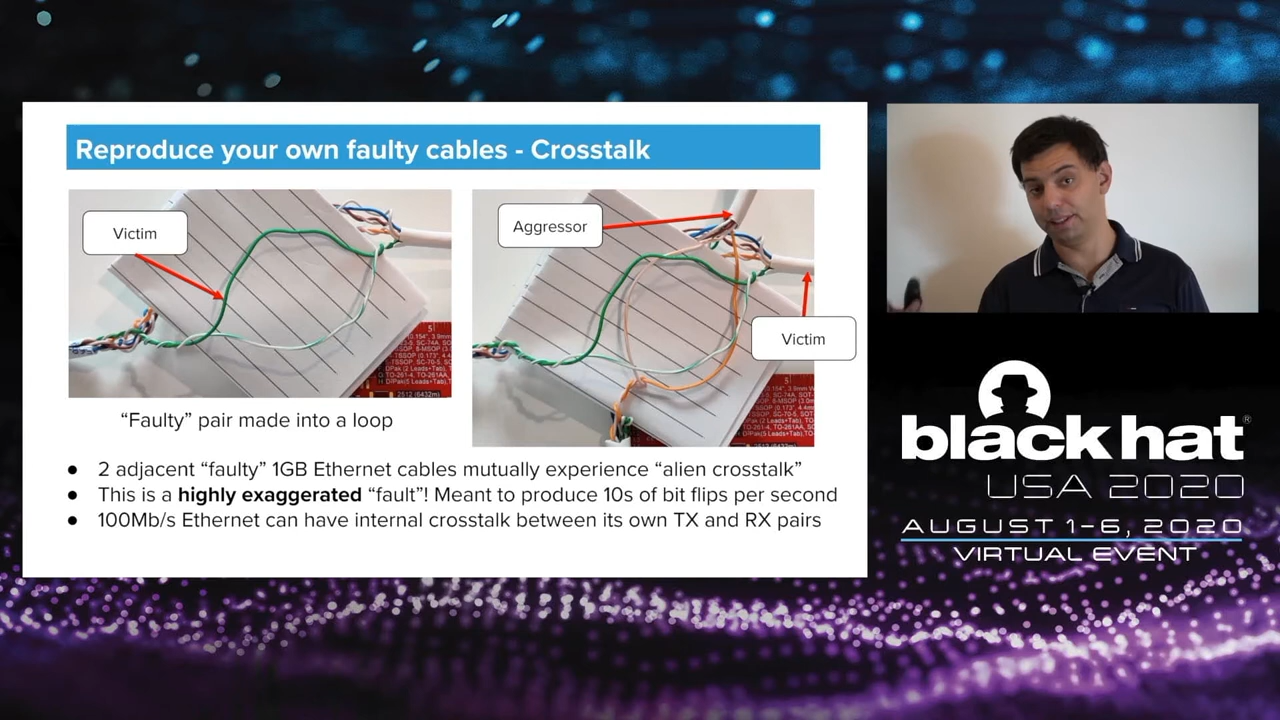 Reproduce your own faulty cables - Crosstalk
Victim
Aggressor
Victim
“Faulty” pair made into a loop
● 2 adjacent “faulty” 1GB Ethernet cables mutually experience “alien crosstalk”
● This is a highly exaggerated “fault”! Meant to produce 10s of bit flips per second
● 100Mb/s Ethernet can have internal crosstalk between its own TX and RX pairs
black hat®
USA 2020
AUGUST 1-6, 2020
VIRTUAL EVENT